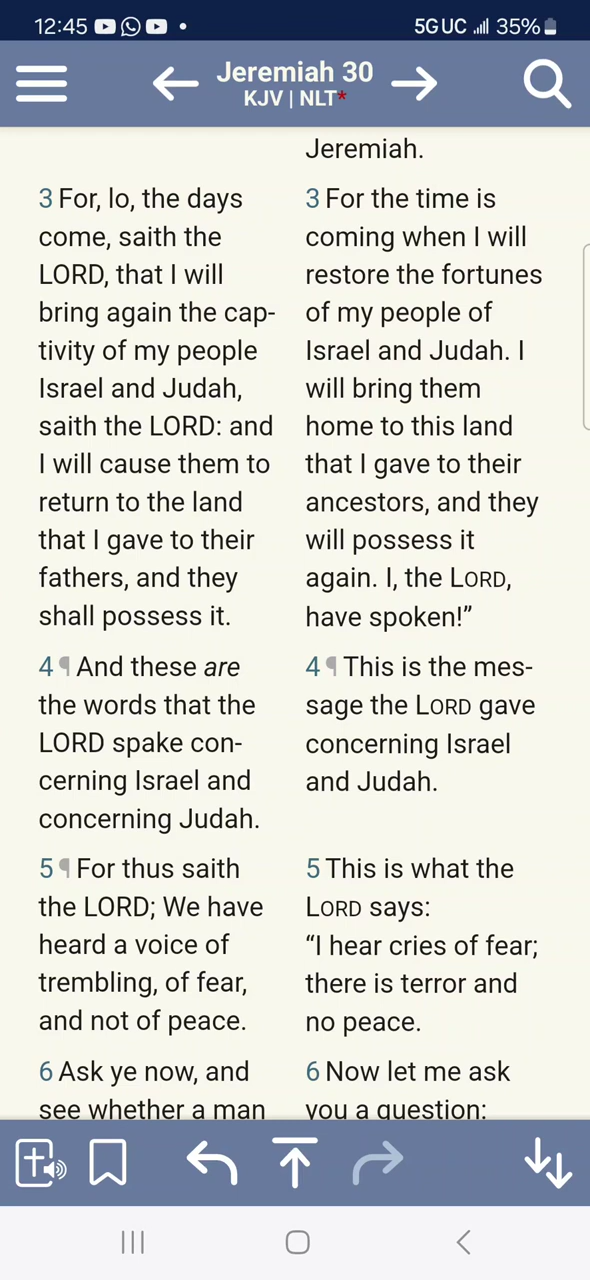 12:45
5G UC 35%
Jeremiah 30
KJV | NLT*
3 For, lo, the days
come, saith the
LORD, that I will
bring again the cap-
tivity of my people
Israel and Judah,
saith the LORD: and
I will cause them to
return to the land
that I gave to their
fathers, and they
shall possess it.
4 ¶ And these are
the words that the
LORD spake con-
cerning Israel and
concerning Judah.
5 ¶ For thus saith
the LORD; We have
heard a voice of
trembling, of fear,
and not of peace.
6 Ask ye now, and
see whether a man
Jeremiah.
3 For the time is
coming when I will
restore the fortunes
of my people of
Israel and Judah. I
will bring them
home to this land
that I gave to their
ancestors, and they
will possess it
again. I, the LORD,
have spoken!”
4 ¶ This is the mes-
sage the LORD gave
concerning Israel
and Judah.
5 This is what the
LORD says:
“I hear cries of fear;
there is terror and
no peace.
6 Now let me ask
you a question: